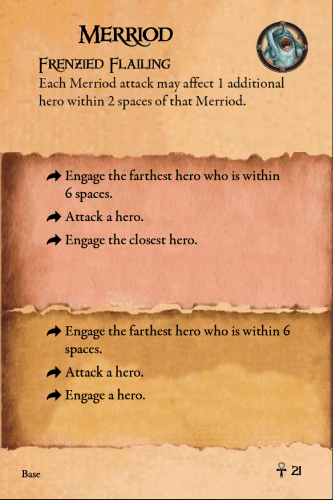 Merriod
Frenzied Flailing
Each Merriod attack may affect 1 additional
hero within 2 spaces of that Merriod.
Engage the farthest hero who is within
6 spaces.
Attack a hero.
Engage the closest hero.
Engage the farthest hero who is within 6
spaces.
Attack a hero.
Engage a hero.
Base
21